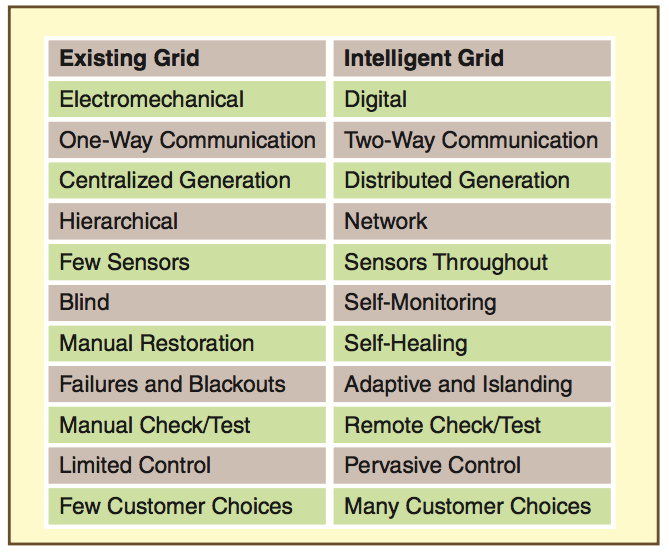 Existing Grid Intelligent Grid
Electromechanical Digital
One-Way Communication Two-Way Communication
Centralized Generation Distributed Generation
Hierarchical Network
Few Sensors Sensors Throughout
Blind Self-Monitoring
Manual Restoration Self-Healing
Failures and Blackouts Adaptive and Islanding
Manual Check/Test Remote Check/Test
Limited Control Pervasive Control
Few Customer Choices Many Customer Choices